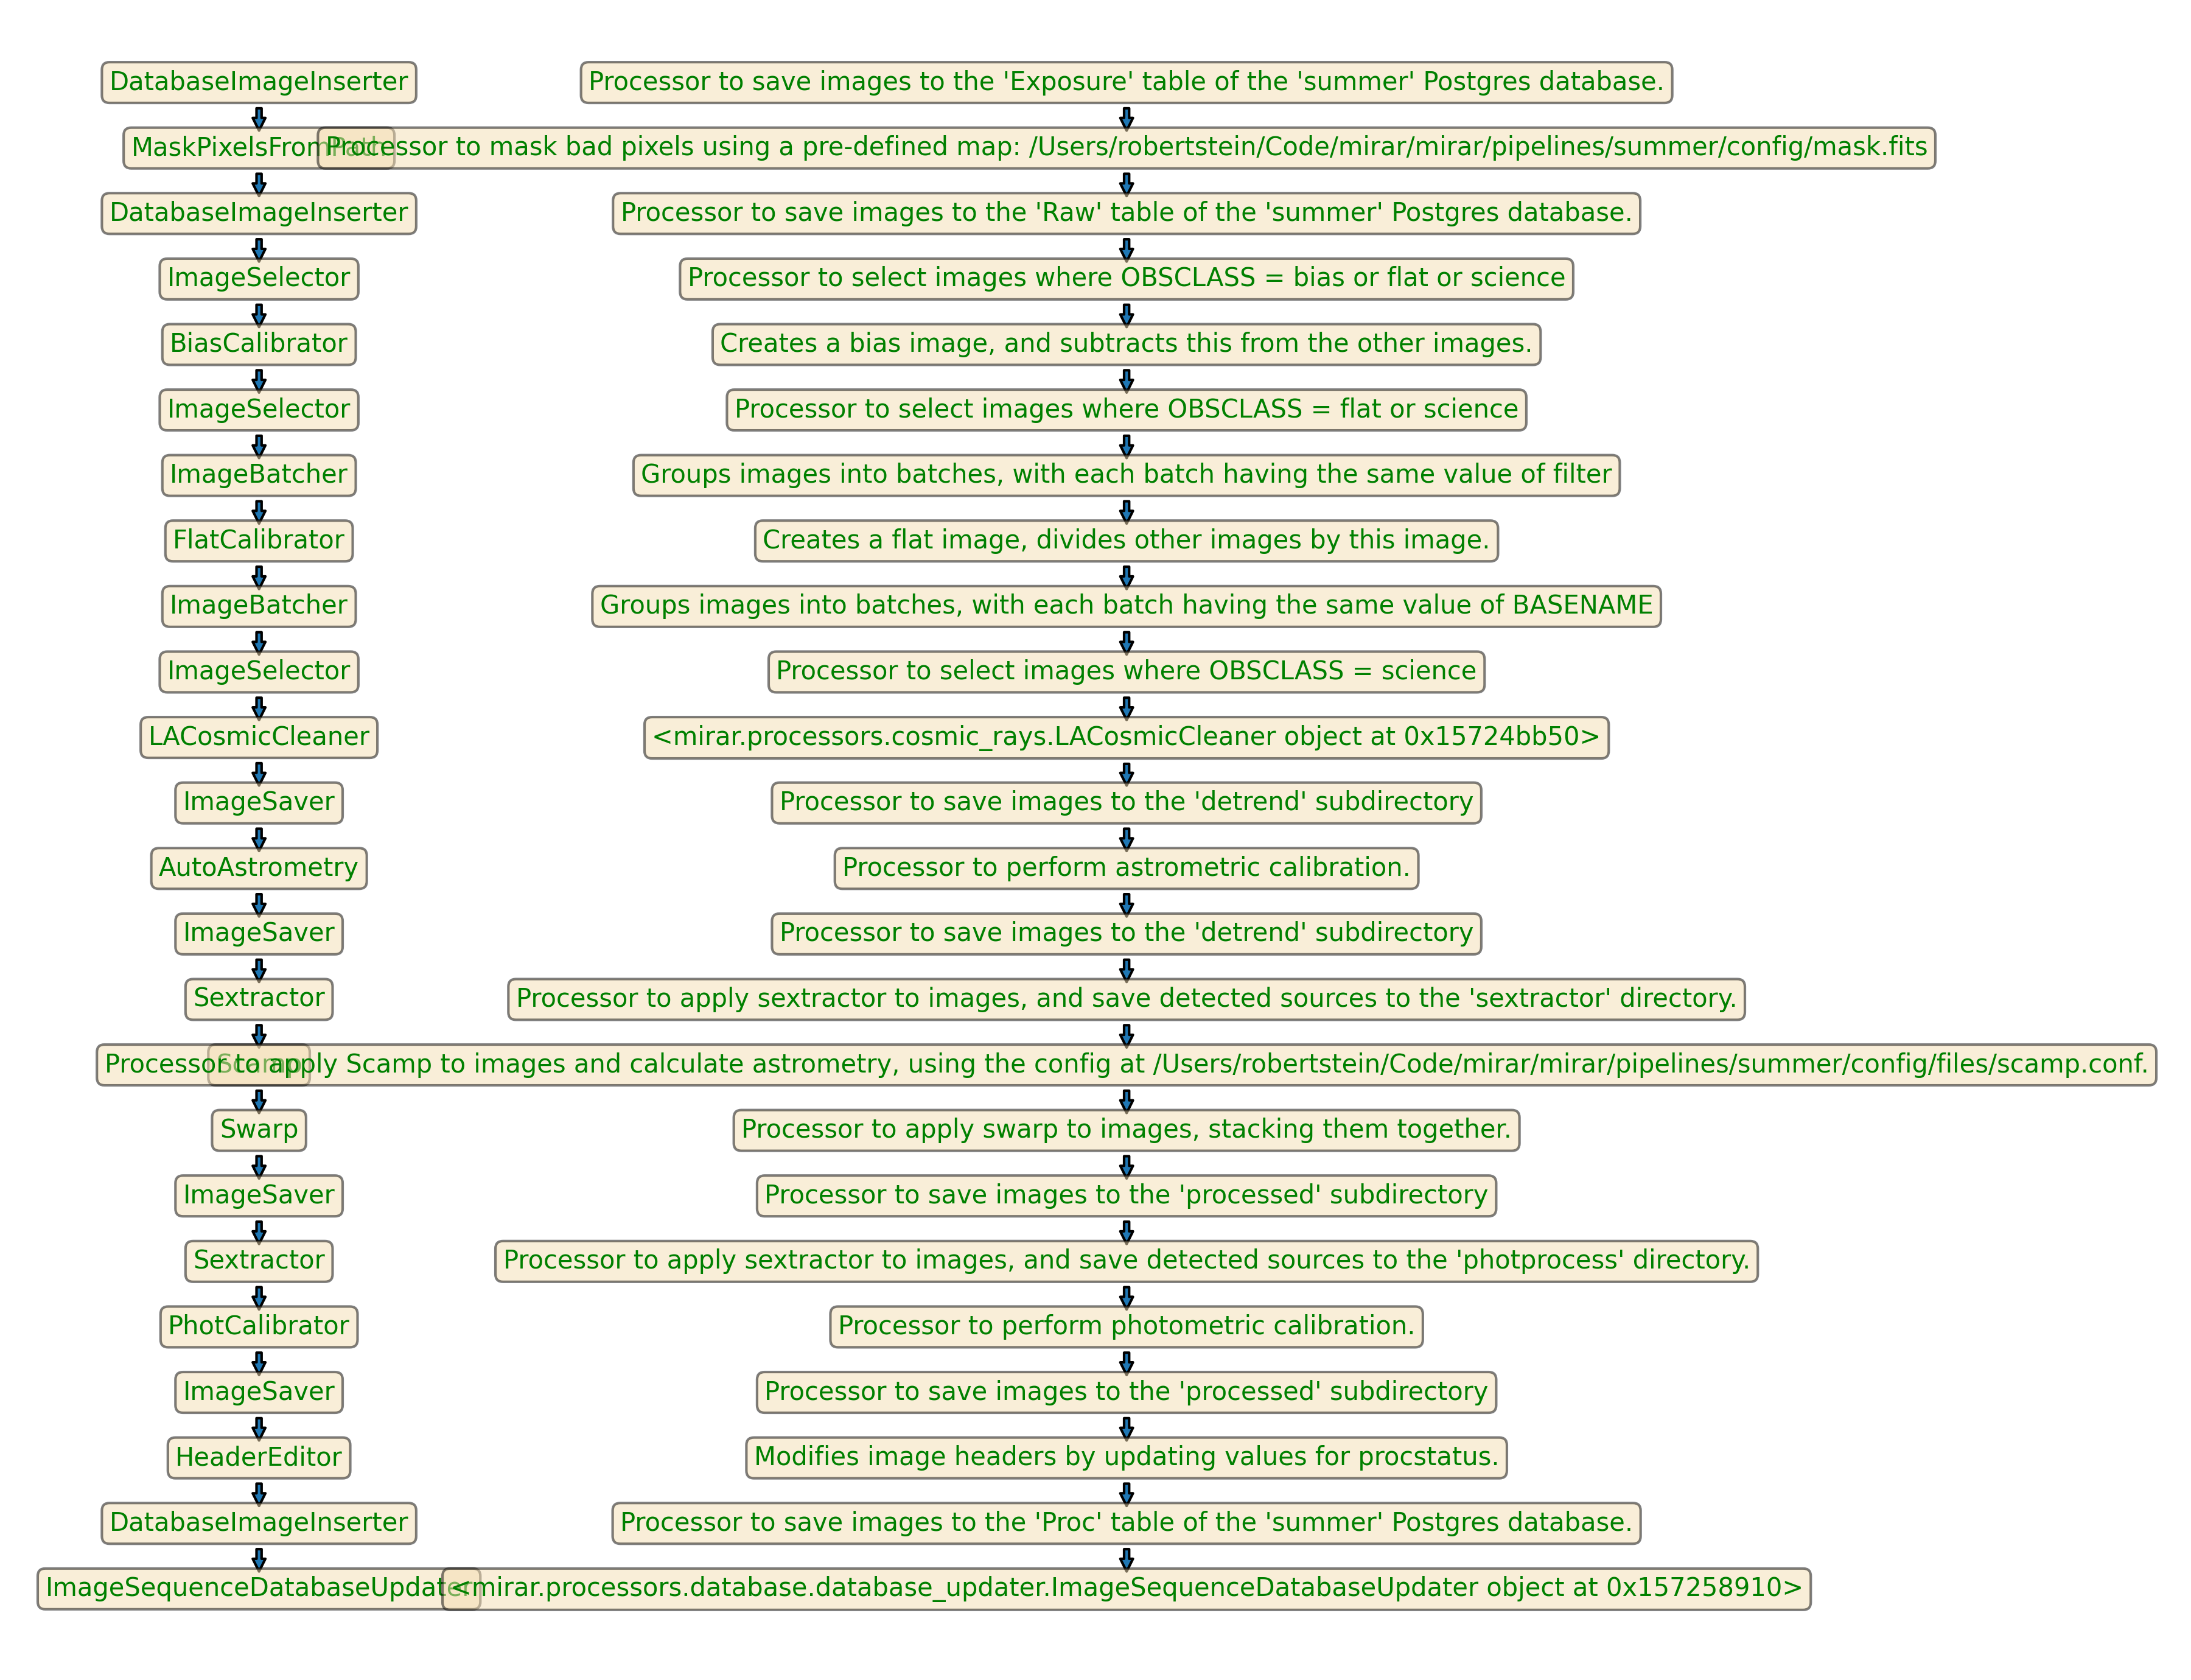 DatabaseImageInserter
Processor to save images to the 'Exposure' table of the 'summer' Postgres database.
MaskPixelsFromPath
Processor to mask bad pixels using a pre-defined map: /Users/robertstein/Code/mirar/mirar/pipelines/summer/config/mask.fits
DatabaseImageInserter
Processor to save images to the 'Raw' table of the 'summer' Postgres database.
ImageSelector
Processor to select images where OBSCLASS = bias or flat or science
BiasCalibrator
Creates a bias image, and subtracts this from the other images.
ImageSelector
Processor to select images where OBSCLASS = flat or science
ImageBatcher
Groups images into batches, with each batch having the same value of filter
FlatCalibrator
Creates a flat image, divides other images by this image.
ImageBatcher
Groups images into batches, with each batch having the same value of BASENAME
ImageSelector
Processor to select images where OBSCLASS = science
LACosmicCleaner
<mirar.processors.cosmic_rays.LACosmicCleaner object at 0x15724bb50>
ImageSaver
Processor to save images to the 'detrend' subdirectory
AutoAstrometry
Processor to perform astrometric calibration.
ImageSaver
Processor to save images to the 'detrend' subdirectory
Sextractor
Processor to apply sextractor to images, and save detected sources to the 'sextractor' directory.
Scamp
Processor to apply Scamp to images and calculate astrometry, using the config at /Users/robertstein/Code/mirar/mirar/pipelines/summer/config/files/scamp.conf.
Swarp
Processor to apply swarp to images, stacking them together.
ImageSaver
Processor to save images to the 'processed' subdirectory
Sextractor
Processor to apply sextractor to images, and save detected sources to the 'photprocess' directory.
PhotCalibrator
Processor to perform photometric calibration.
ImageSaver
Processor to save images to the 'processed' subdirectory
HeaderEditor
Modifies image headers by updating values for procstatus.
DatabaseImageInserter
Processor to save images to the 'Proc' table of the 'summer' Postgres database.
ImageSequenceDatabaseUpdater
<mirar.processors.database.database_updater.ImageSequenceDatabaseUpdater object at 0x157258910>